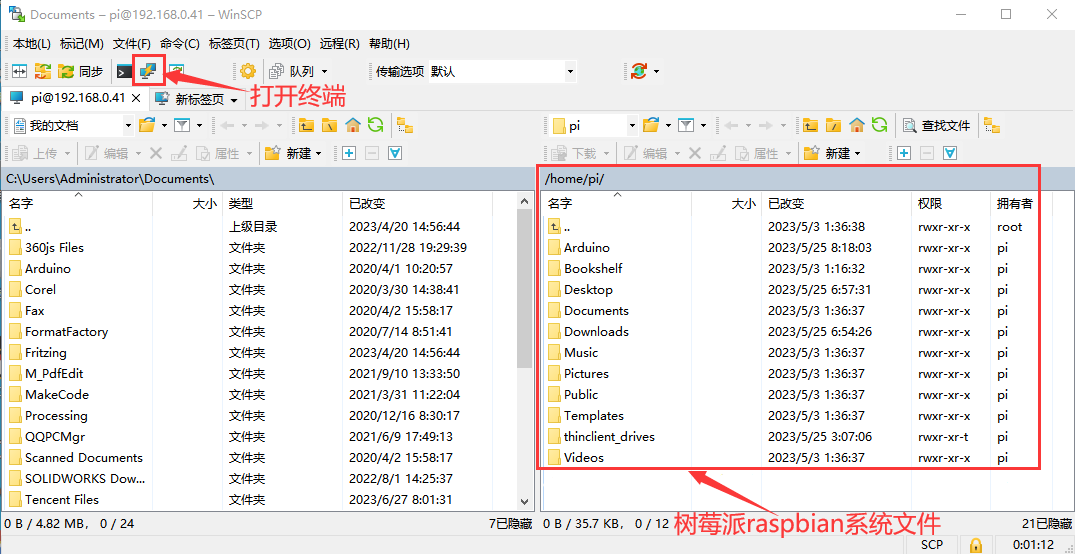 Documents – pi@192.168.0.41 – WinSCP
本地(L) 标记(M) 文件(F) 命令(C) 标签页(T) 选项(O) 远程(R) 帮助(H)
同步 队列 传输选项 默认
pi@192.168.0.41 × 新标签页
打开终端
我的文档 pi 查找文件
上传 编辑 属性 新建 下载 编辑 属性 新建
C:\Users\Administrator\Documents\ /home/pi/
名字 大小 类型 已改变 名字 大小 已改变 权限 拥有者
.. 上级目录 2023/4/20 14:56:44 .. 2023/5/3 1:36:38 rwxr-xr-x root
360js Files 文件夹 2022/11/28 19:29:39 Arduino 2023/5/25 8:18:03 rwxr-xr-x pi
Arduino 文件夹 2020/4/1 10:20:57 Bookshelf 2023/5/3 1:16:32 rwxr-xr-x pi
Corel 文件夹 2020/3/30 14:38:41 Desktop 2023/5/25 6:57:31 rwxr-xr-x pi
Fax 文件夹 2020/4/2 15:58:17 Documents 2023/5/3 1:36:37 rwxr-xr-x pi
FormatFactory 文件夹 2020/7/14 8:51:41 Downloads 2023/5/25 6:54:26 rwxr-xr-x pi
Fritzing 文件夹 2023/4/20 14:56:44 Music 2023/5/3 1:36:37 rwxr-xr-x pi
M_PdfEdit 文件夹 2021/9/10 13:33:50 Pictures 2023/5/3 1:36:37 rwxr-xr-x pi
MakeCode 文件夹 2021/3/31 11:22:04 Public 2023/5/3 1:36:37 rwxr-xr-x pi
Processing 文件夹 2020/12/16 8:30:17 Templates 2023/5/3 1:36:37 rwxr-xr-x pi
QQPCMgr 文件夹 2021/6/9 17:49:13 thinclient_drives 2023/5/25 3:07:06 rwxr-xr-t pi
Scanned Documents 文件夹 2020/4/2 15:58:17 Videos 2023/5/3 1:36:37 rwxr-xr-x pi
SOLIDWORKS Dow... 文件夹 2022/8/1 14:25:37
Tencent Files 文件夹 2023/6/27 8:01:31
树莓派raspbian系统文件
0 B / 4.82 MB， 0 / 24 7已隐藏 0 B / 35.7 KB， 0 / 12 21已隐藏
SCP 0:01:12